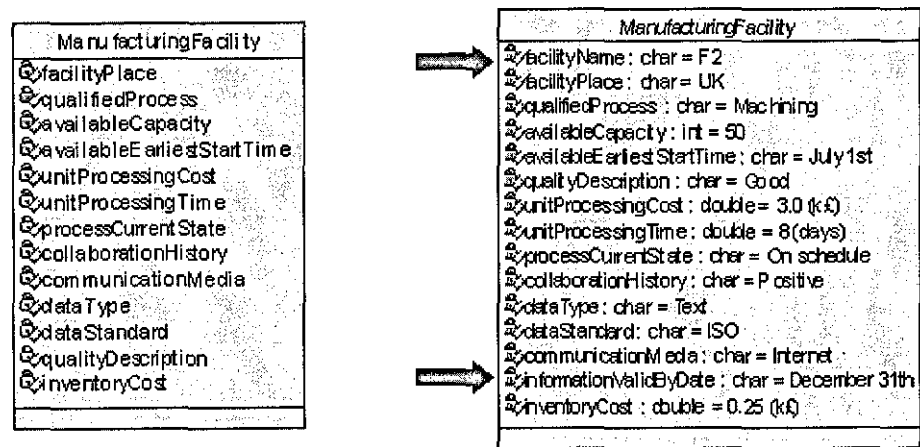 ManufacturingFacility
facilityPlace
qualifiedProcess
availableCapacity
availableEarliestStartTime
unitProcessingCost
unitProcessingTime
processCurrentState
collaborationHistory
communicationMedia
dataType
dataStandard
qualityDescription
inventoryCost
ManufacturingFacility
facilityName: char = F2
facilityPlace: char = UK
qualifiedProcess : char = Machining
availableCapacity: int = 50
availableEarliestStartTime : char = July1st
qualityDescription : char = Good
unitProcessingCost : double = 3.0 (k£)
unitProcessingTime : double = 8(days)
processCurrentState : char = On schedule
collaborationHistory : char = Positive
dataType : char = Text
dataStandard: char = ISO
communicationMedia : char = Internet
informationValidByDate : char = December 31th
inventoryCost : double = 0.25 (k£)